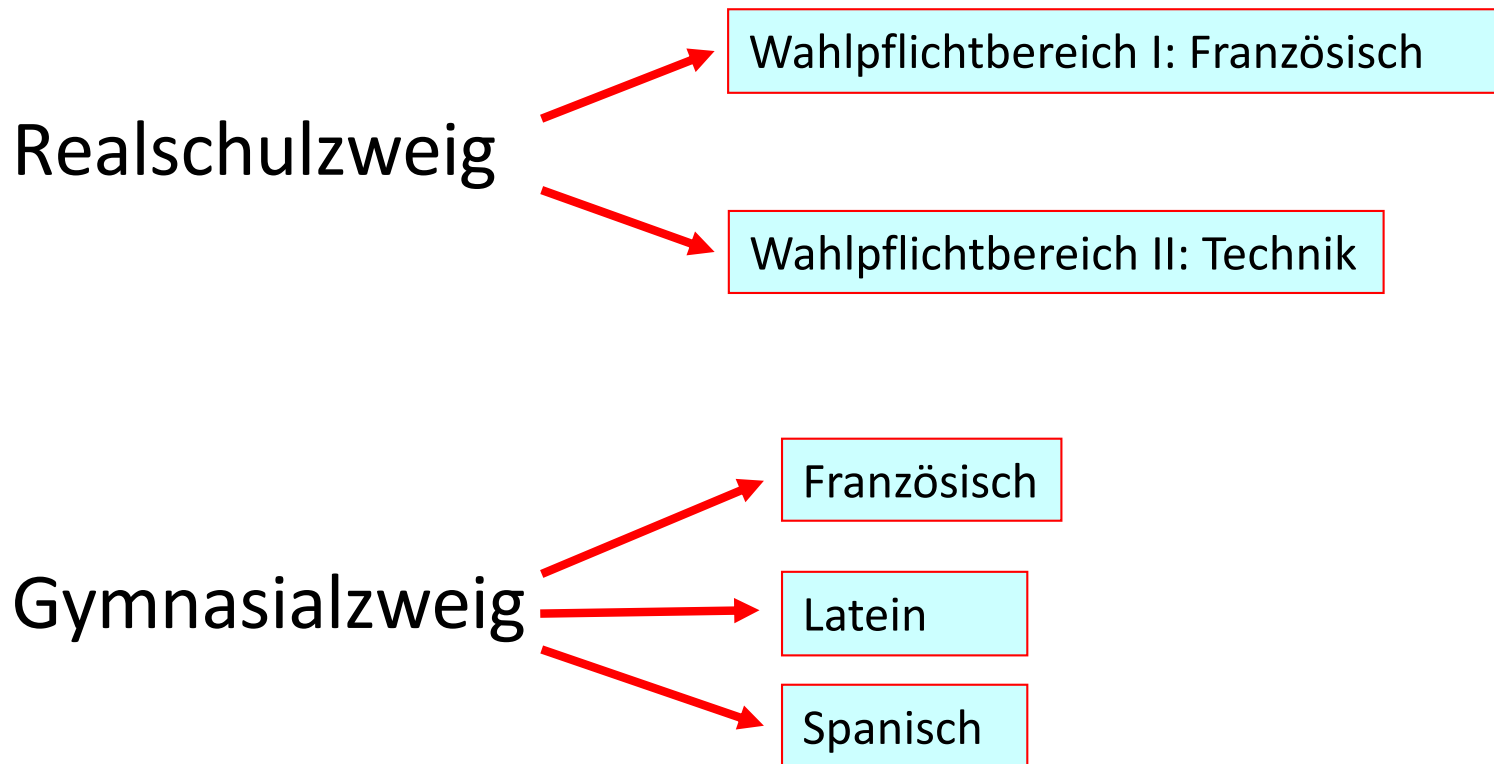 Realschulzweig
Wahlpflichtbereich I: Französisch
Wahlpflichtbereich II: Technik
Gymnasialzweig
Französisch
Latein
Spanisch